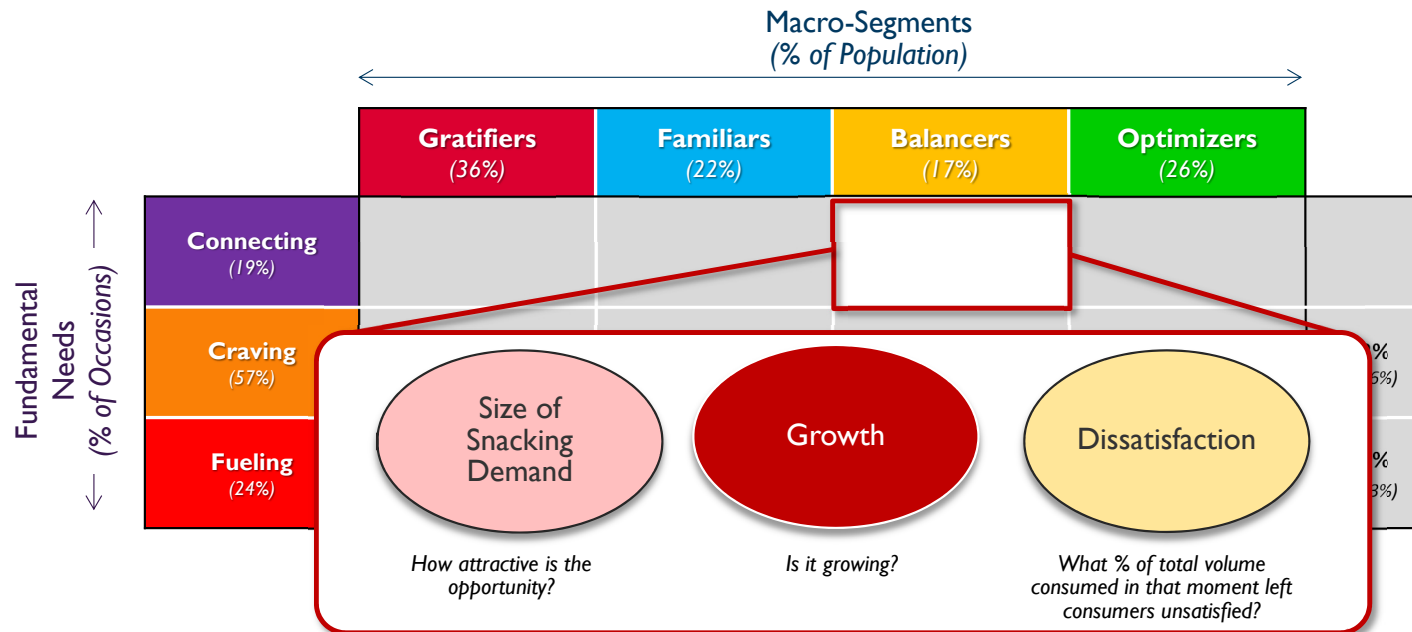 Macro-Segments
(% of Population)
Gratifiers
(36%)
Familiars
(22%)
Balancers
(17%)
Optimizers
(26%)
Fundamental
Needs
(% of Occasions)
Connecting
(19%)
Craving
(57%)
Fueling
(24%)
Size of
Snacking
Demand
Growth
Dissatisfaction
How attractive is the
opportunity?
Is it growing?
What % of total volume
consumed in that moment left
consumers unsatisfied?